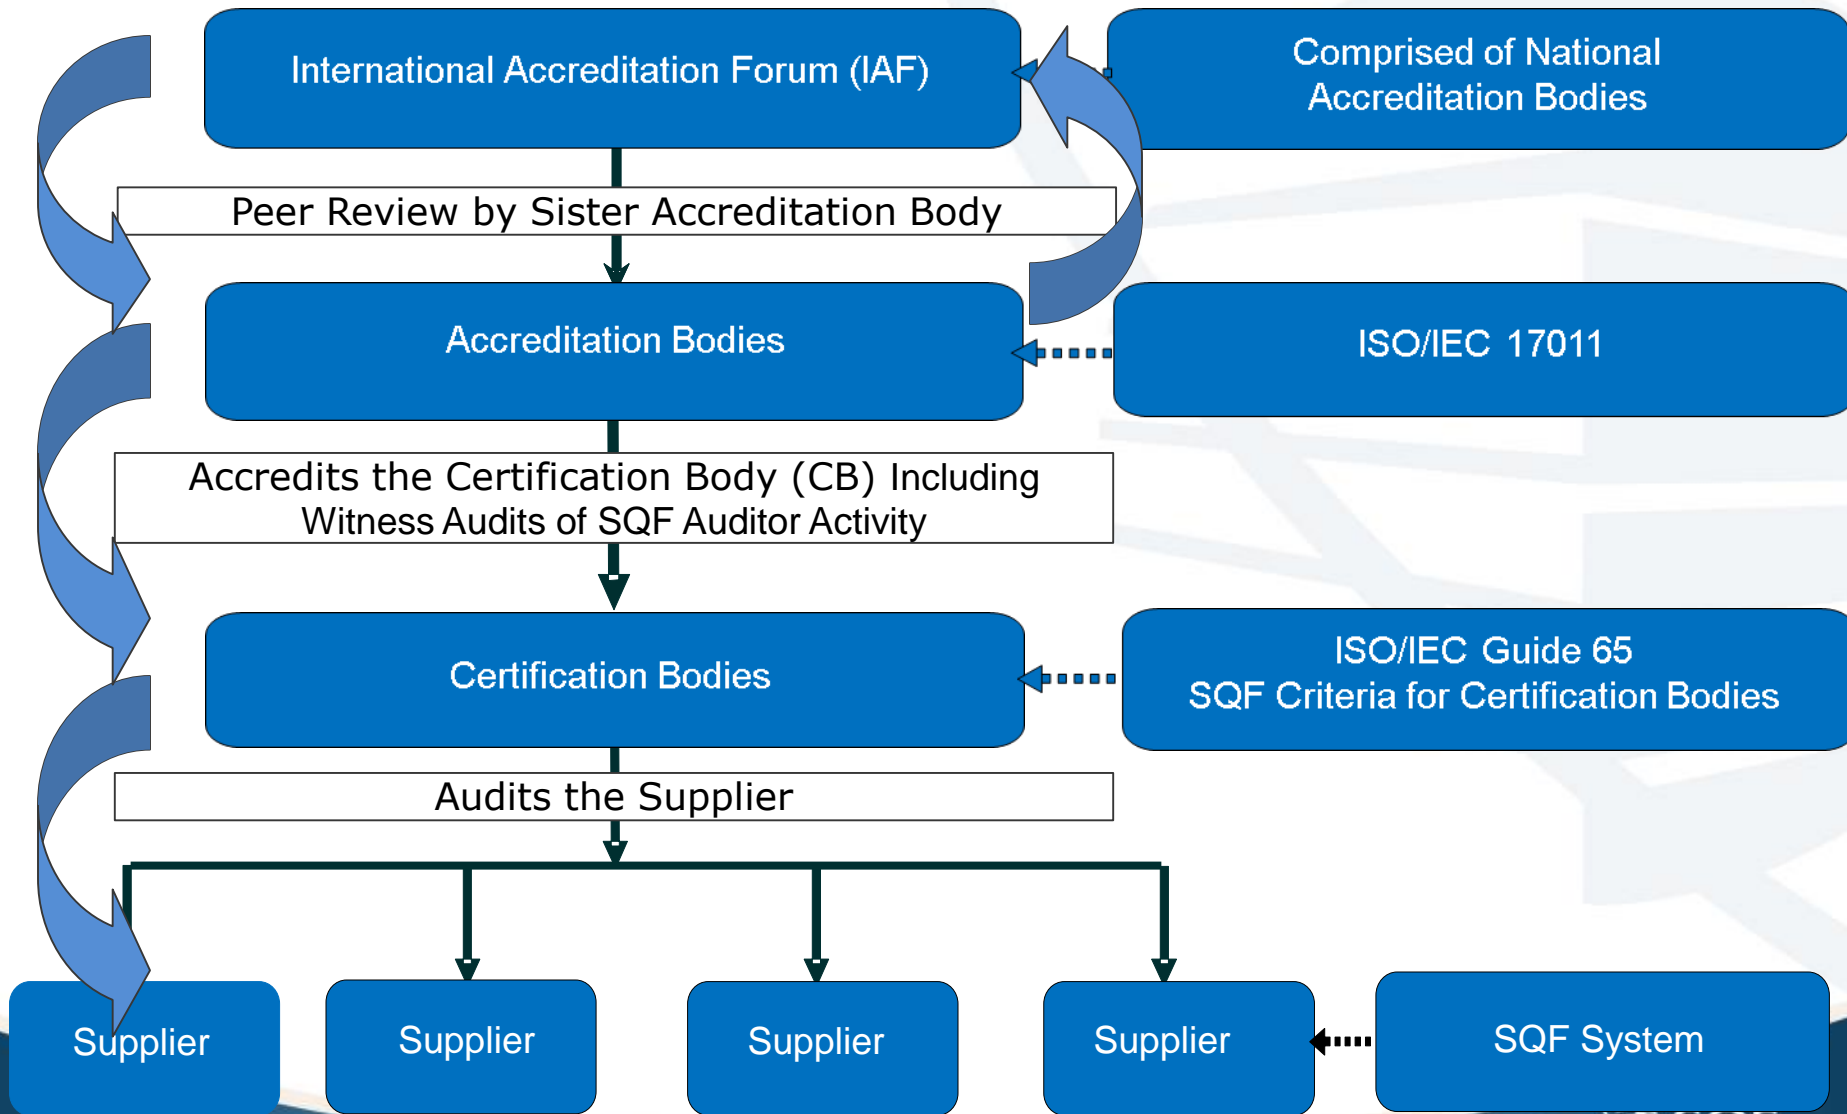 International Accreditation Forum (IAF)
Comprised of National
Accreditation Bodies
Peer Review by Sister Accreditation Body
Accreditation Bodies
ISO/IEC 17011
Accredits the Certification Body (CB) Including
Witness Audits of SQF Auditor Activity
Certification Bodies
ISO/IEC Guide 65
SQF Criteria for Certification Bodies
Audits the Supplier
Supplier
Supplier
Supplier
Supplier
SQF System